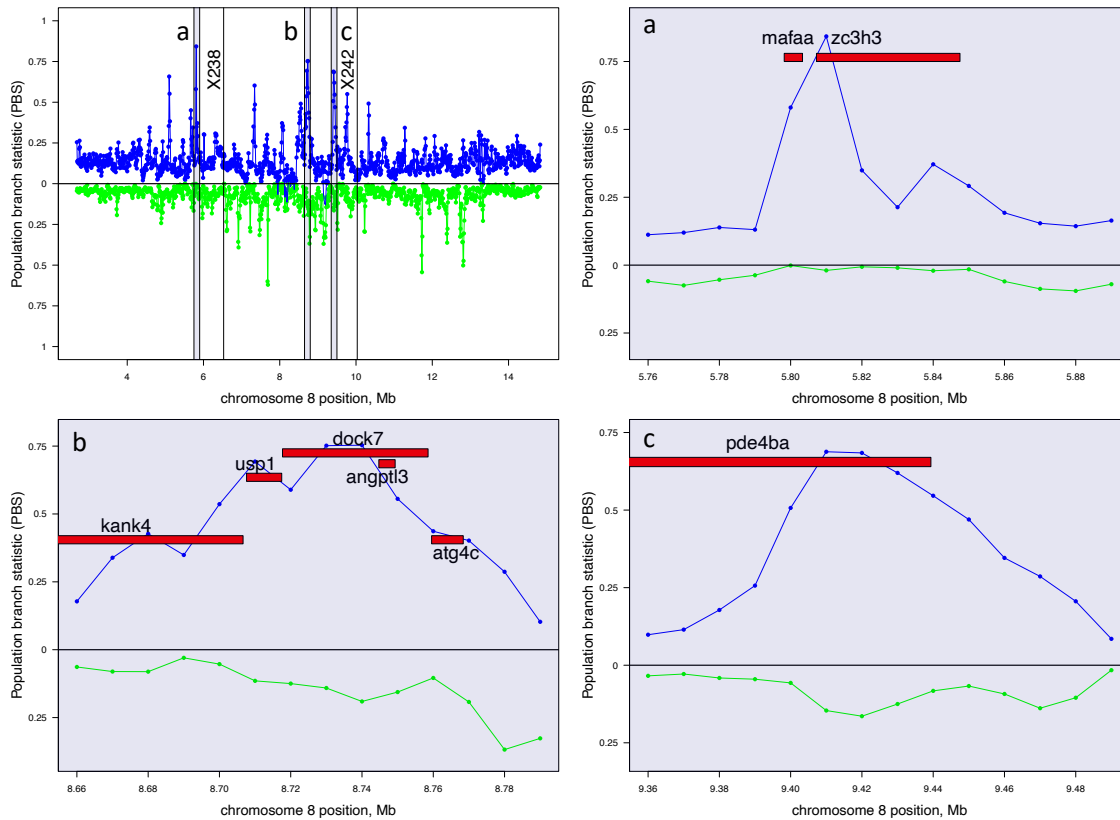 a
b
c
X238
X242
1
0.75
0.5
0.25
0
0.25
0.5
0.75
1
Population branch statistic (PBS)
4
6
8
10
12
14
chromosome 8 position, Mb
a
mafaa
zc3h3
0.75
0.5
0.25
0
0.25
Population branch statistic (PBS)
5.76
5.78
5.80
5.82
5.84
5.86
5.88
chromosome 8 position, Mb
b
dock7
usp1
angptl3
kank4
atg4c
0.75
0.5
0.25
0
0.25
Population branch statistic (PBS)
8.66
8.68
8.70
8.72
8.74
8.76
8.78
chromosome 8 position, Mb
c
pde4ba
0.75
0.5
0.25
0
0.25
Population branch statistic (PBS)
9.36
9.38
9.40
9.42
9.44
9.46
9.48
chromosome 8 position, Mb